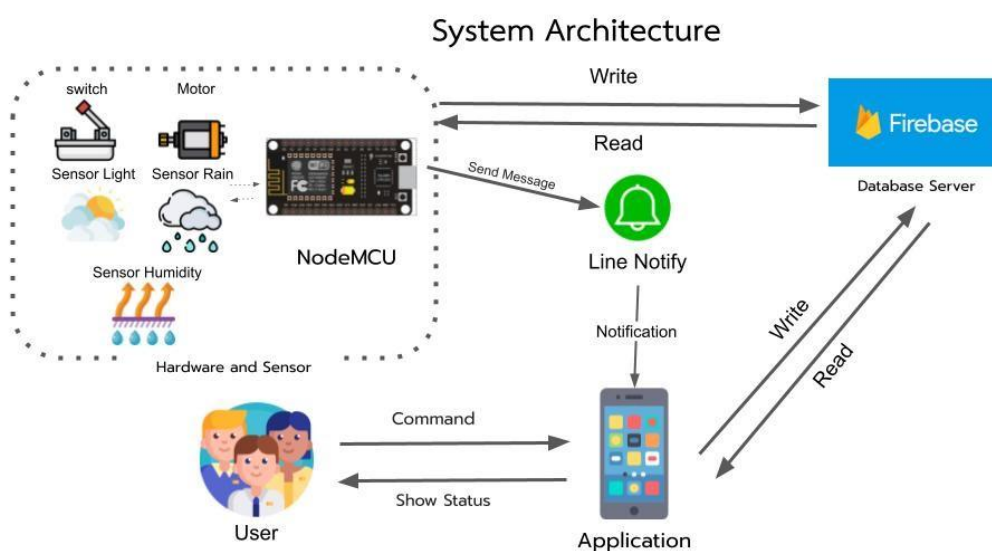 System Architecture
switch
Motor
Write
Firebase
Read
Sensor Light
Sensor Rain
Send Message
Database Server
NodeMCU
Line Notify
Sensor Humidity
Notification
Write
Read
Hardware and Sensor
Command
Show Status
User
Application